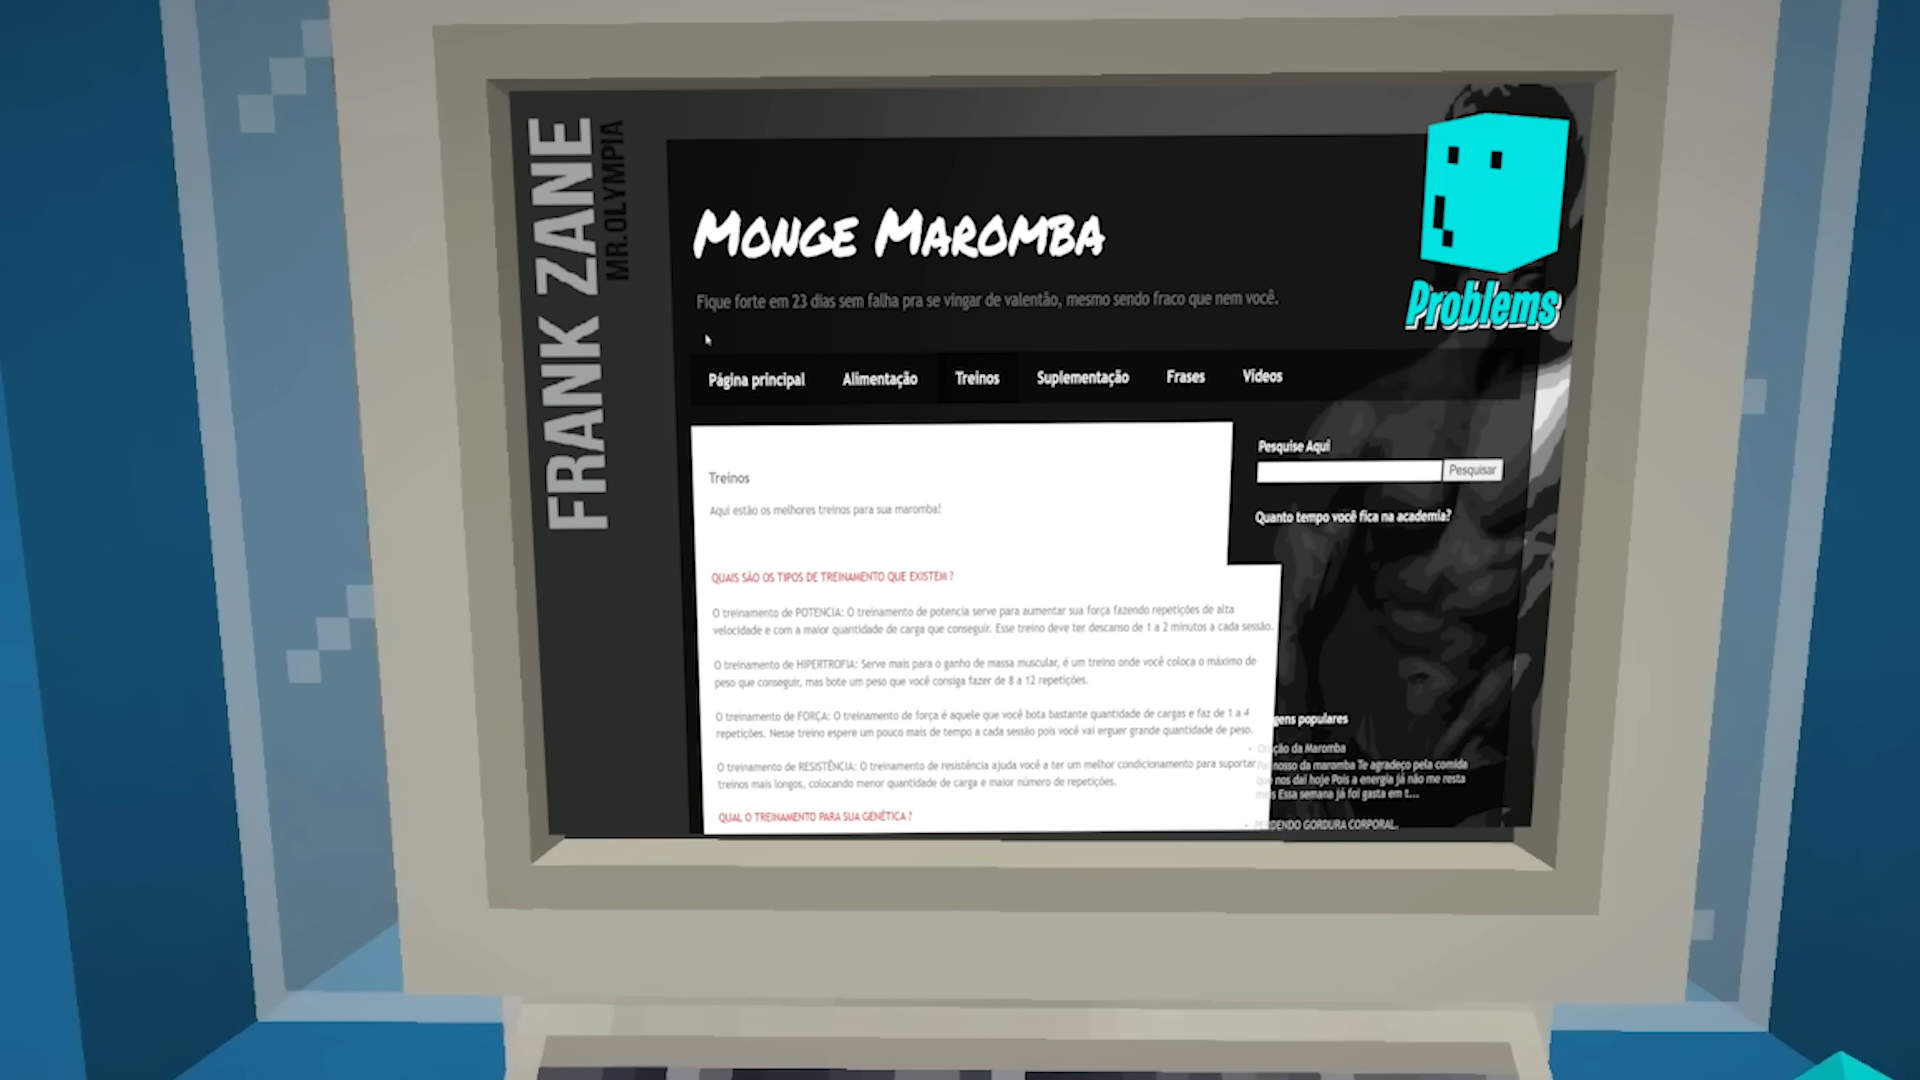 FRANK ZANE
MR.OLYMPIA
MONGE MAROMBA
Fique forte em 23 dias sem falha pra se vingar de valentão, mesmo sendo fraco que nem você.
Problems
Página principal Alimentação Treinos Suplementação Frases Vídeos
Treinos
Aqui estão os melhores treinos para sua maromba!
QUAIS SÃO OS TIPOS DE TREINAMENTO QUE EXISTEM ?
O treinamento de POTENCIA: O treinamento de potencia serve para aumentar sua força fazendo repetições de alta
velocidade e com a maior quantidade de carga que conseguir. Esse treino deve ter descanso de 1 a 2 minutos a cada sessão.
O treinamento de HIPERTROFIA: Serve mais para o ganho de massa muscular, é um treino onde você coloca o máximo de
peso que conseguir, mas bote um peso que você consiga fazer de 8 a 12 repetições.
O treinamento de FORÇA: O treinamento de força é aquele que você bota bastante quantidade de cargas e faz de 1 a 4
repetições. Nesse treino espere um pouco mais de tempo a cada sessão pois você vai erguer grande quantidade de peso.
O treinamento de RESISTÊNCIA: O treinamento de resistência ajuda você a ter um melhor condicionamento para suportar
treinos mais longos, colocando menor quantidade de carga e maior número de repetições.
QUAL O TREINAMENTO PARA SUA GENÉTICA ?
Pesquise Aqui
Pesquisar
Quanto tempo você fica na academia?
gens populares
Oração da Maromba
nosso da maromba Te agradeço pela comida
que nos dai hoje Pois a energia já não me resta
mais Essa semana já foi gasta em t...
PERDENDO GORDURA CORPORAL.